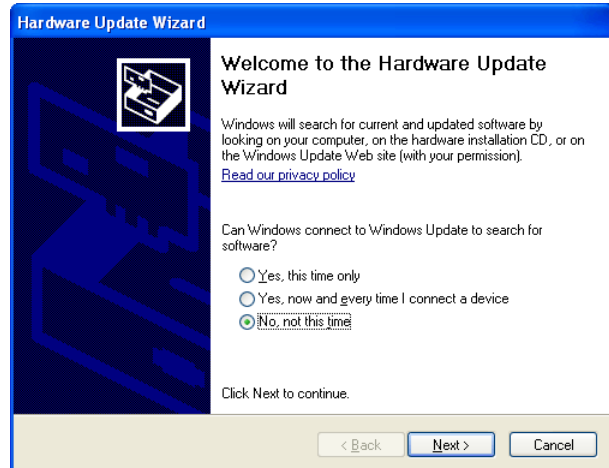 Hardware Update Wizard
Welcome to the Hardware Update
Wizard
Windows will search for current and updated software by
looking on your computer, on the hardware installation CD, or on
the Windows Update Web site (with your permission).
Read our privacy policy
Can Windows connect to Windows Update to search for
software?
Yes, this time only
Yes, now and every time I connect a device
No, not this time
Click Next to continue.
< Back Next > Cancel